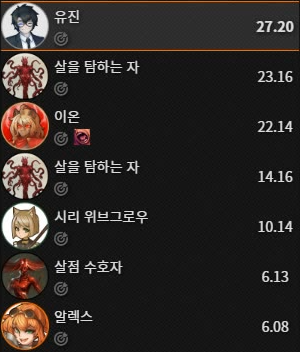 유진
27.20
살을 탐하는 자
23.16
이온
22.14
살을 탐하는 자
14.16
시리 위브그로우
10.14
살점 수호자
6.13
알렉스
6.08